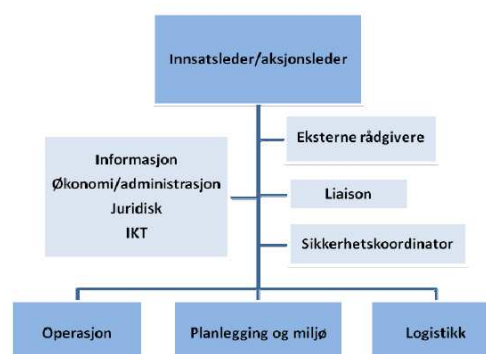 Innsatsleder/aksjonsleder
Eksterne rådgivere
Informasjon
Økonomi/administrasjon
Juridisk
IKT
Liaison
Sikkerhetskoordinator
Operasjon
Planlegging og miljø
Logistikk